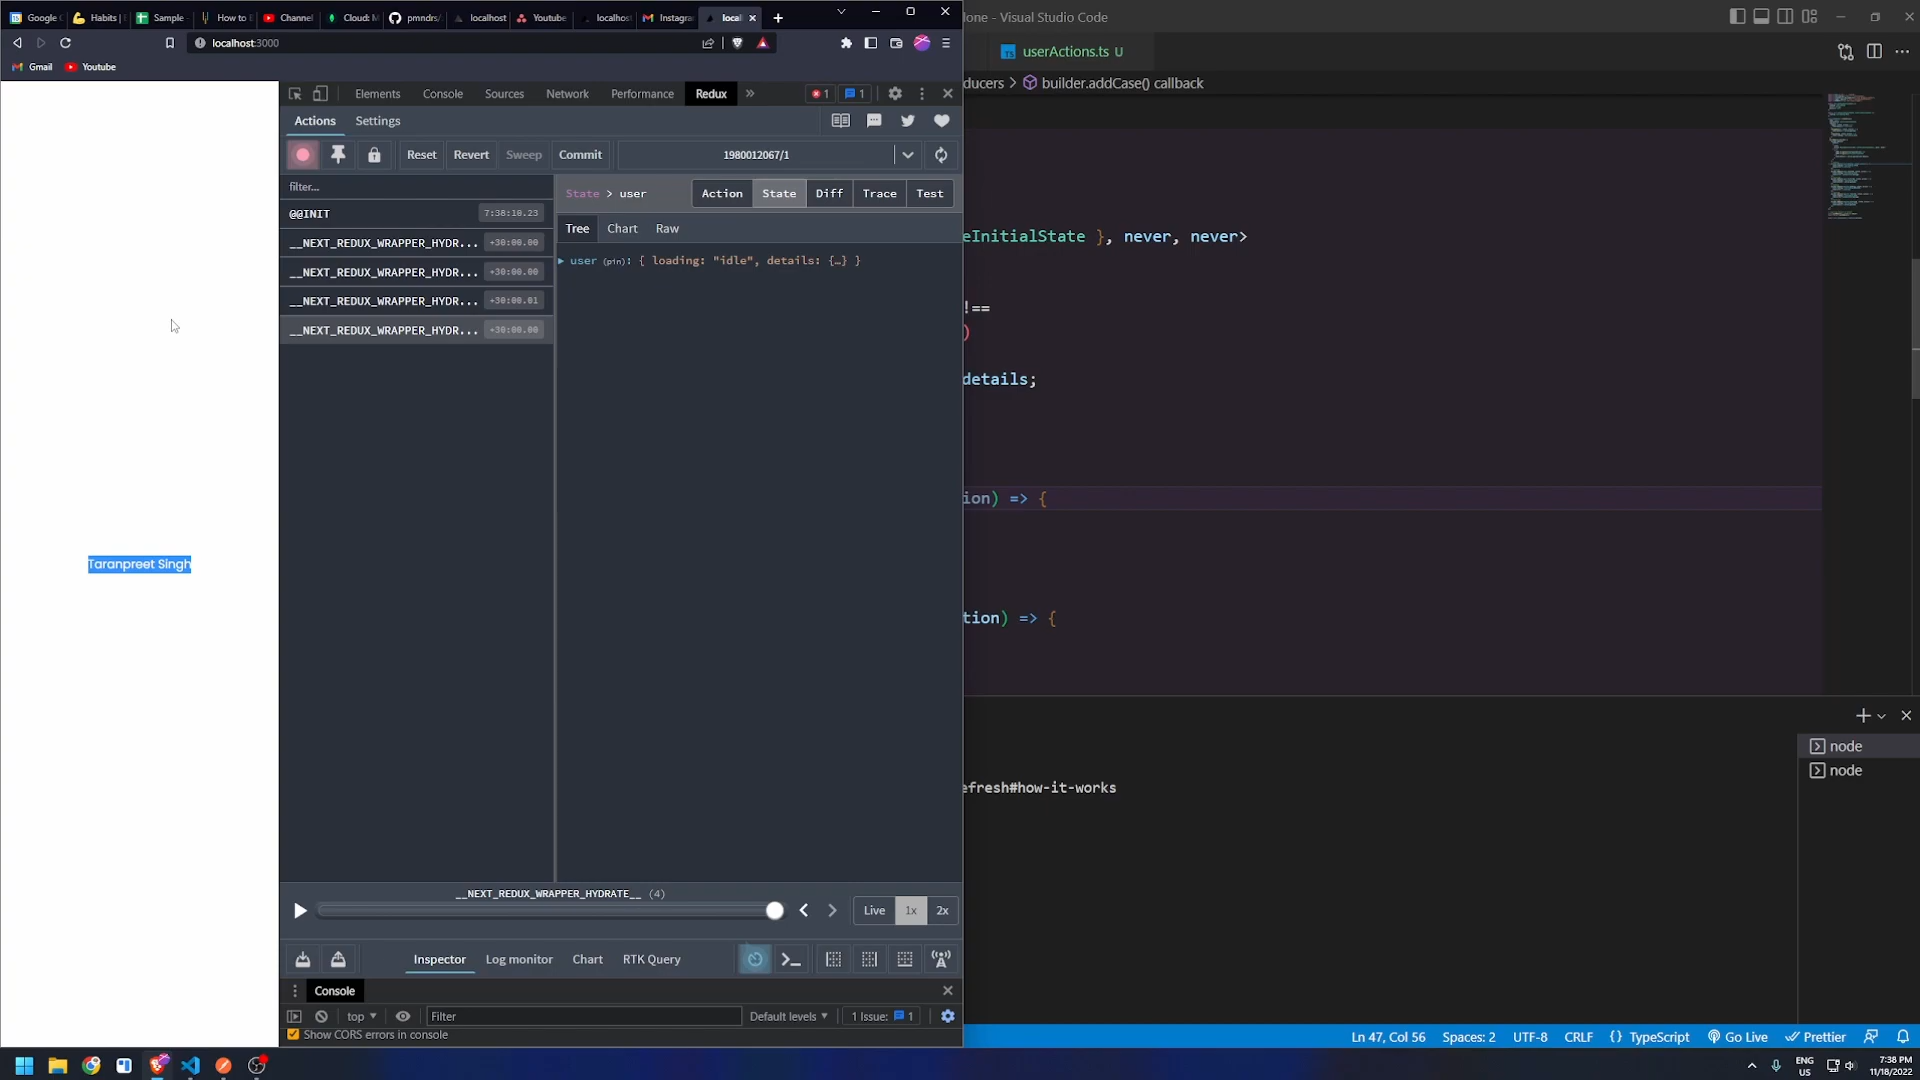 Google
Habits
Sample
How to
Channel
Cloud: M
pmndrs/
localhost
Youtube
localhos
Instagra
local
localhost:3000
Gmail
Youtube
Elements
Console
Sources
Network
Performance
Redux
1
1
Actions
Settings
Reset
Revert
Sweep
Commit
1980012067/1
filter...
State > user
Action
State
Diff
Trace
Test
@@INIT
7:38:10.23
Tree
Chart
Raw
__NEXT_REDUX_WRAPPER_HYDR...
+30:00.00
user (pin): { loading: "idle", details: {…} }
__NEXT_REDUX_WRAPPER_HYDR...
+30:00.00
__NEXT_REDUX_WRAPPER_HYDR...
+30:00.01
__NEXT_REDUX_WRAPPER_HYDR...
+30:00.00
Taranpreet Singh
__NEXT_REDUX_WRAPPER_HYDRATE__ (4)
Live
1x
2x
Inspector
Log monitor
Chart
RTK Query
Console
top
Filter
Default levels
1 Issue:
1
Show CORS errors in console
lone - Visual Studio Code
userActions.ts U
ducers > builder.addCase() callback
eInitialState }, never, never>
!==
)
details;
ion) => {
tion) => {
node
node
efresh#how-it-works
Ln 47, Col 56
Spaces: 2
UTF-8
CRLF
{} TypeScript
Go Live
Prettier
ENG
US
7:38 PM
11/18/2022